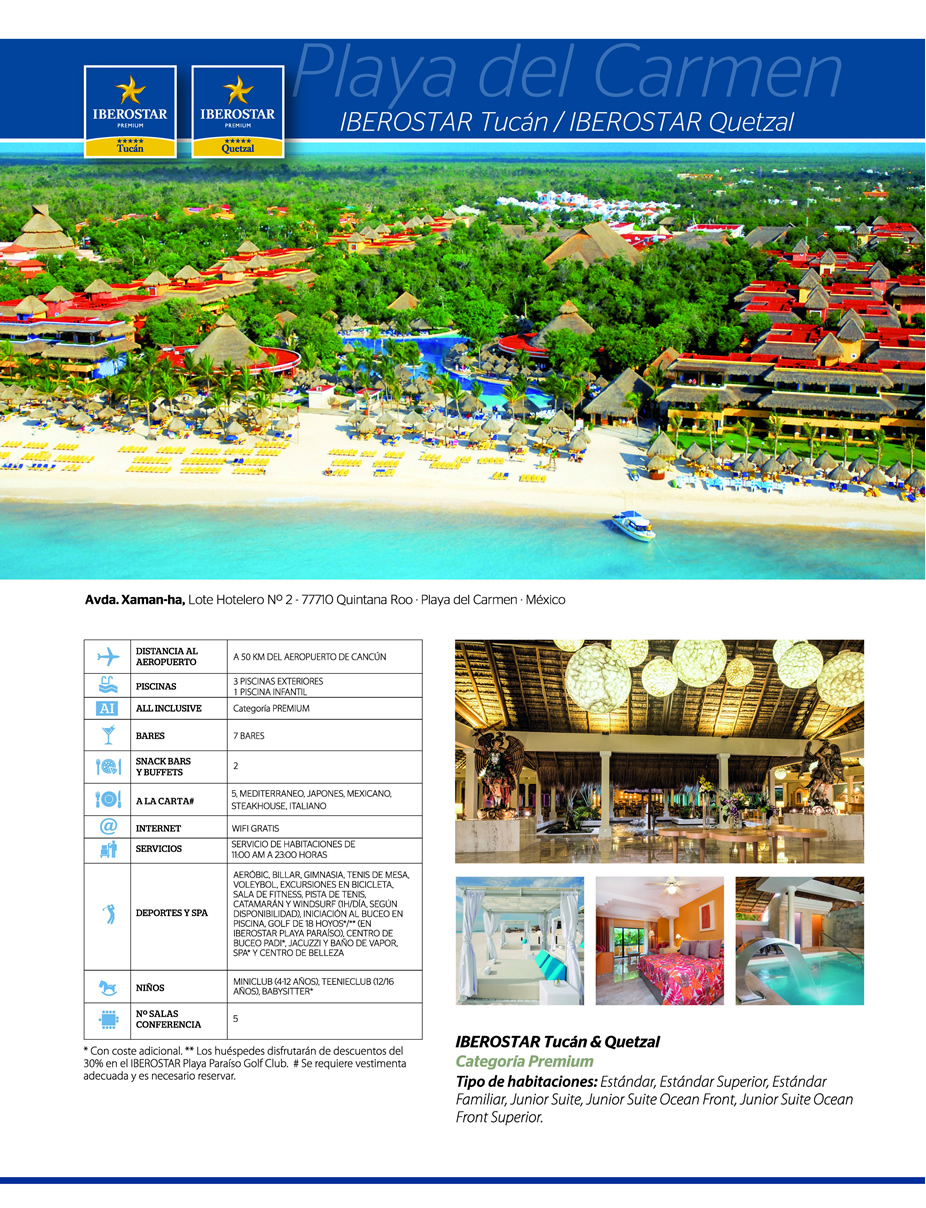 Playa del Carmen
IBEROSTAR Tucán / IBEROSTAR Quetzal
IBEROSTAR
PREMIUM
Tucán
IBEROSTAR
PREMIUM
Quetzal
Avda. Xaman-ha, Lote Hotelero Nº 2 - 77710 Quintana Roo · Playa del Carmen · México
DISTANCIA AL
AEROPUERTO
A 50 KM DEL AEROPUERTO DE CANCÚN
PISCINAS
3 PISCINAS EXTERIORES
1 PISCINA INFANTIL
AI
ALL INCLUSIVE
Categoría PREMIUM
BARES
7 BARES
SNACK BARS
Y BUFFETS
2
A LA CARTA#
5, MEDITERRANEO, JAPONES, MEXICANO,
STEAKHOUSE, ITALIANO
@
INTERNET
WIFI GRATIS
SERVICIOS
SERVICIO DE HABITACIONES DE
11:00 AM A 23:00 HORAS
DEPORTES Y SPA
AERÓBIC, BILLAR, GIMNASIA, TENIS DE MESA,
VOLEYBOL, EXCURSIONES EN BICICLETA,
SALA DE FITNESS, PISTA DE TENIS,
CATAMARÁN Y WINDSURF (1H/DÍA, SEGÚN
DISPONIBILIDAD), INICIACIÓN AL BUCEO EN
PISCINA, GOLF DE 18 HOYOS*/** (EN
IBEROSTAR PLAYA PARAÍSO), CENTRO DE
BUCEO PADI*, JACUZZI Y BAÑO DE VAPOR,
SPA* Y CENTRO DE BELLEZA
NIÑOS
MINICLUB (4-12 AÑOS), TEENIECLUB (12/16
AÑOS), BABYSITTER*
Nº SALAS
CONFERENCIA
5
* Con coste adicional. ** Los huéspedes disfrutarán de descuentos del
30% en el IBEROSTAR Playa Paraíso Golf Club. # Se requiere vestimenta
adecuada y es necesario reservar.
IBEROSTAR Tucán & Quetzal
Categoría Premium
Tipo de habitaciones: Estándar, Estándar Superior, Estándar
Familiar, Junior Suite, Junior Suite Ocean Front, Junior Suite Ocean
Front Superior.